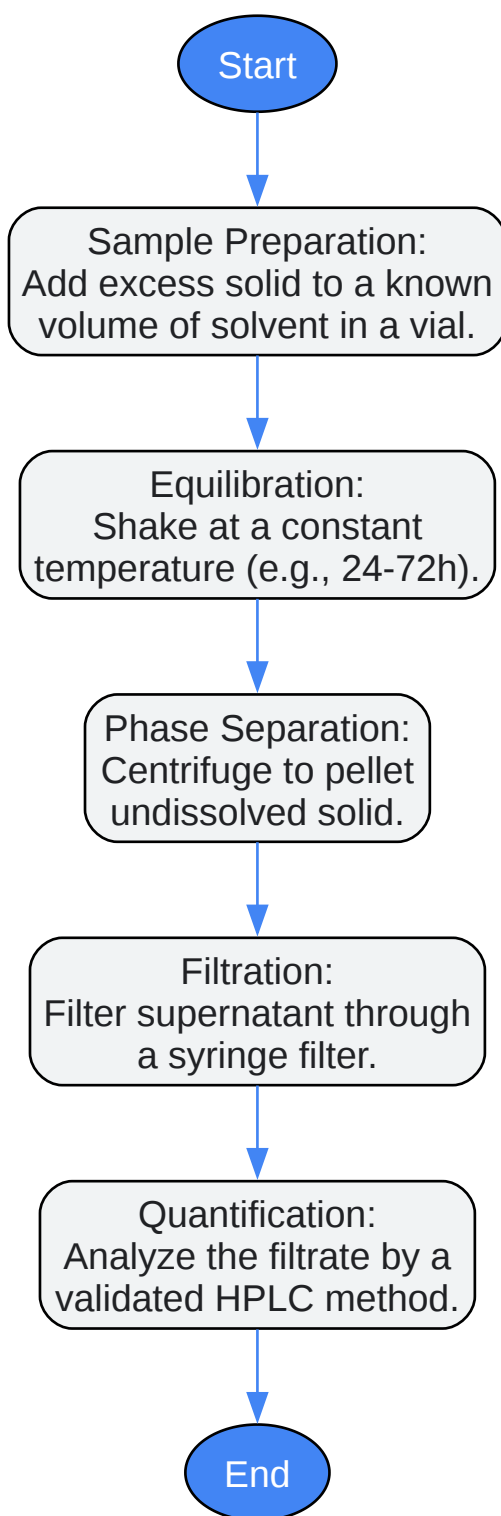 Start
Sample Preparation:
Add excess solid to a known
volume of solvent in a vial.
Equilibration:
Shake at a constant
temperature (e.g., 24-72h).
Phase Separation:
Centrifuge to pellet
undissolved solid.
Filtration:
Filter supernatant through
a syringe filter.
Quantification:
Analyze the filtrate by a
validated HPLC method.
End